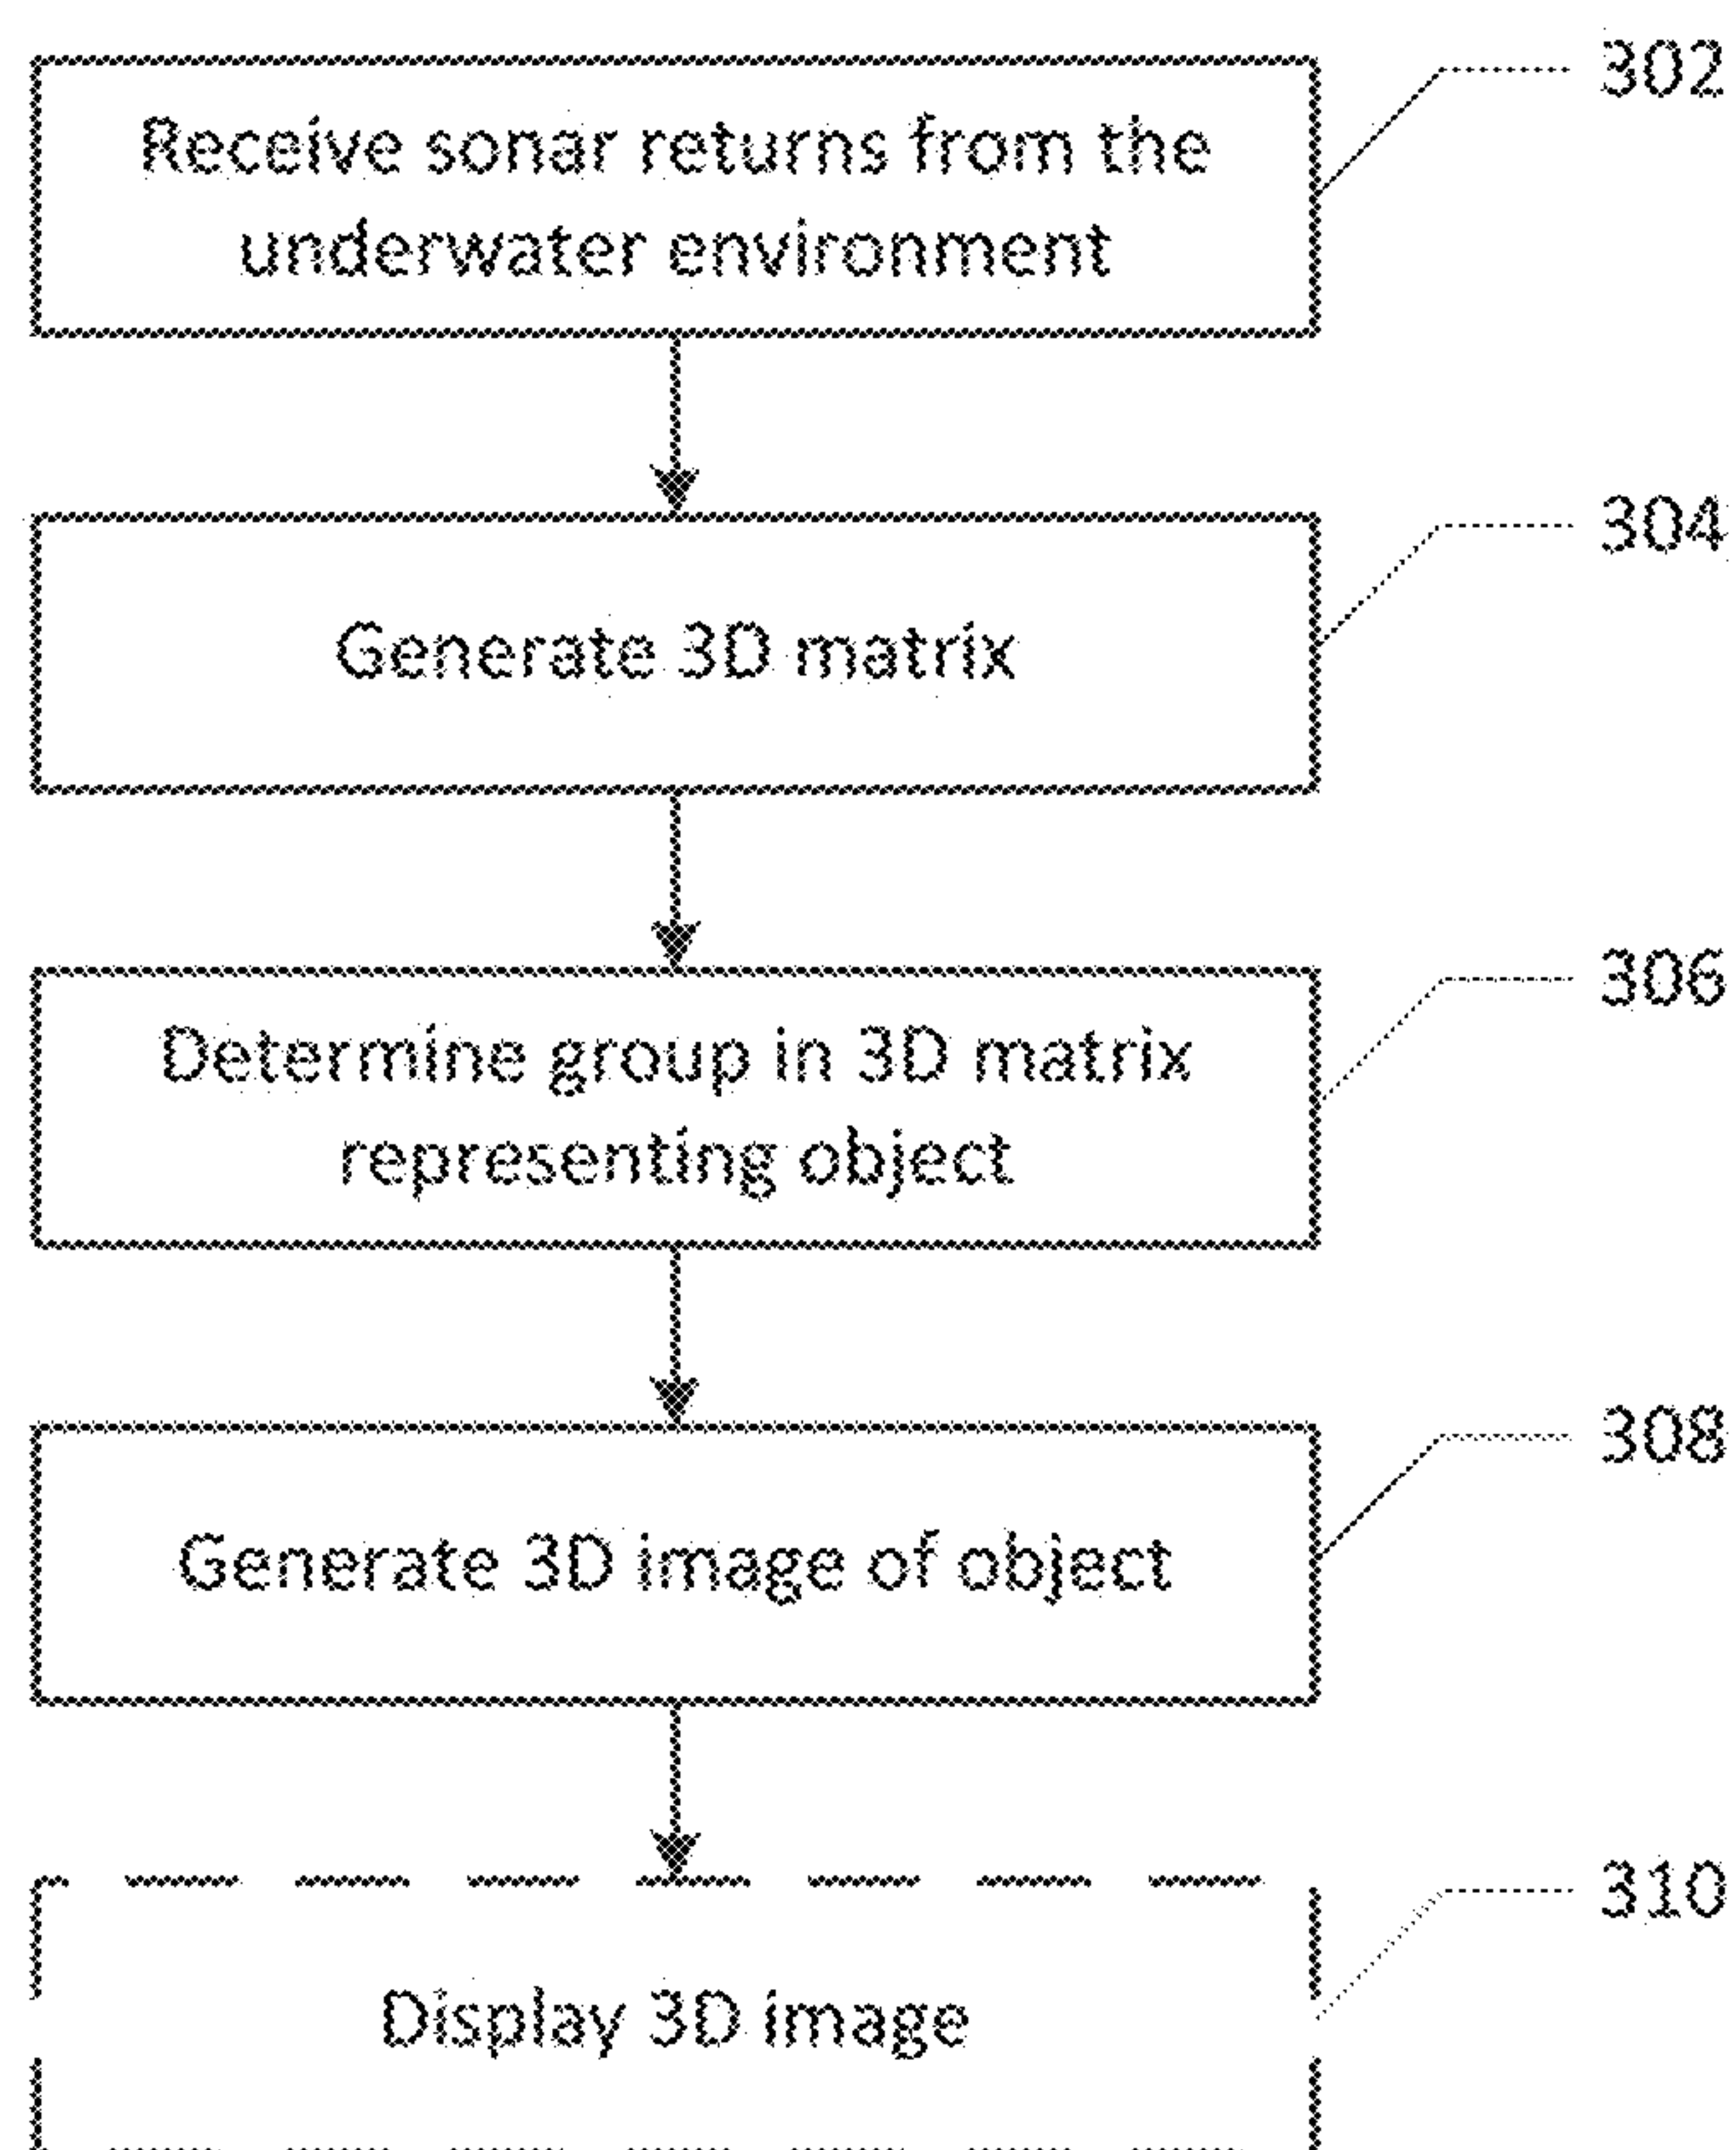 302
Receive sonar returns from the
underwater environment
304
Generate 3D matrix
306
Determine group in 3D matrix
representing object
308
Generate 3D image of object
310
Display 3D image